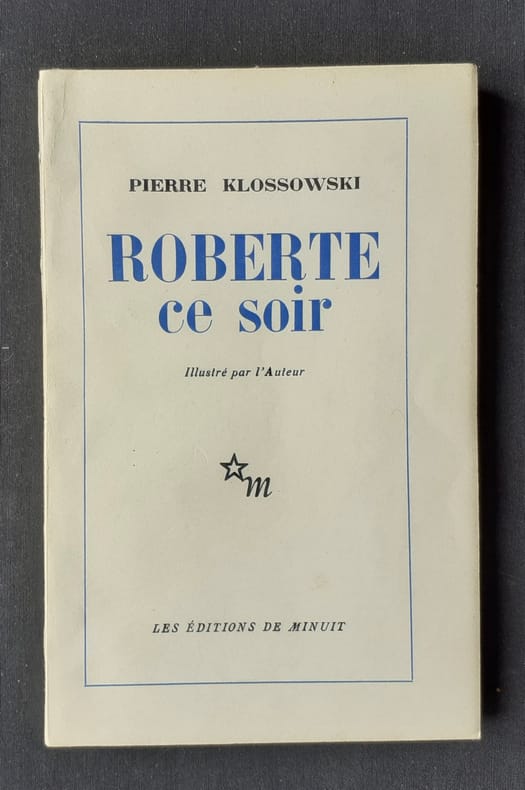 PIERRE KLOSSOWSKI
ROBERTE
ce soir
Illustré par l'Auteur
m
LES ÉDITIONS DE MINUIT